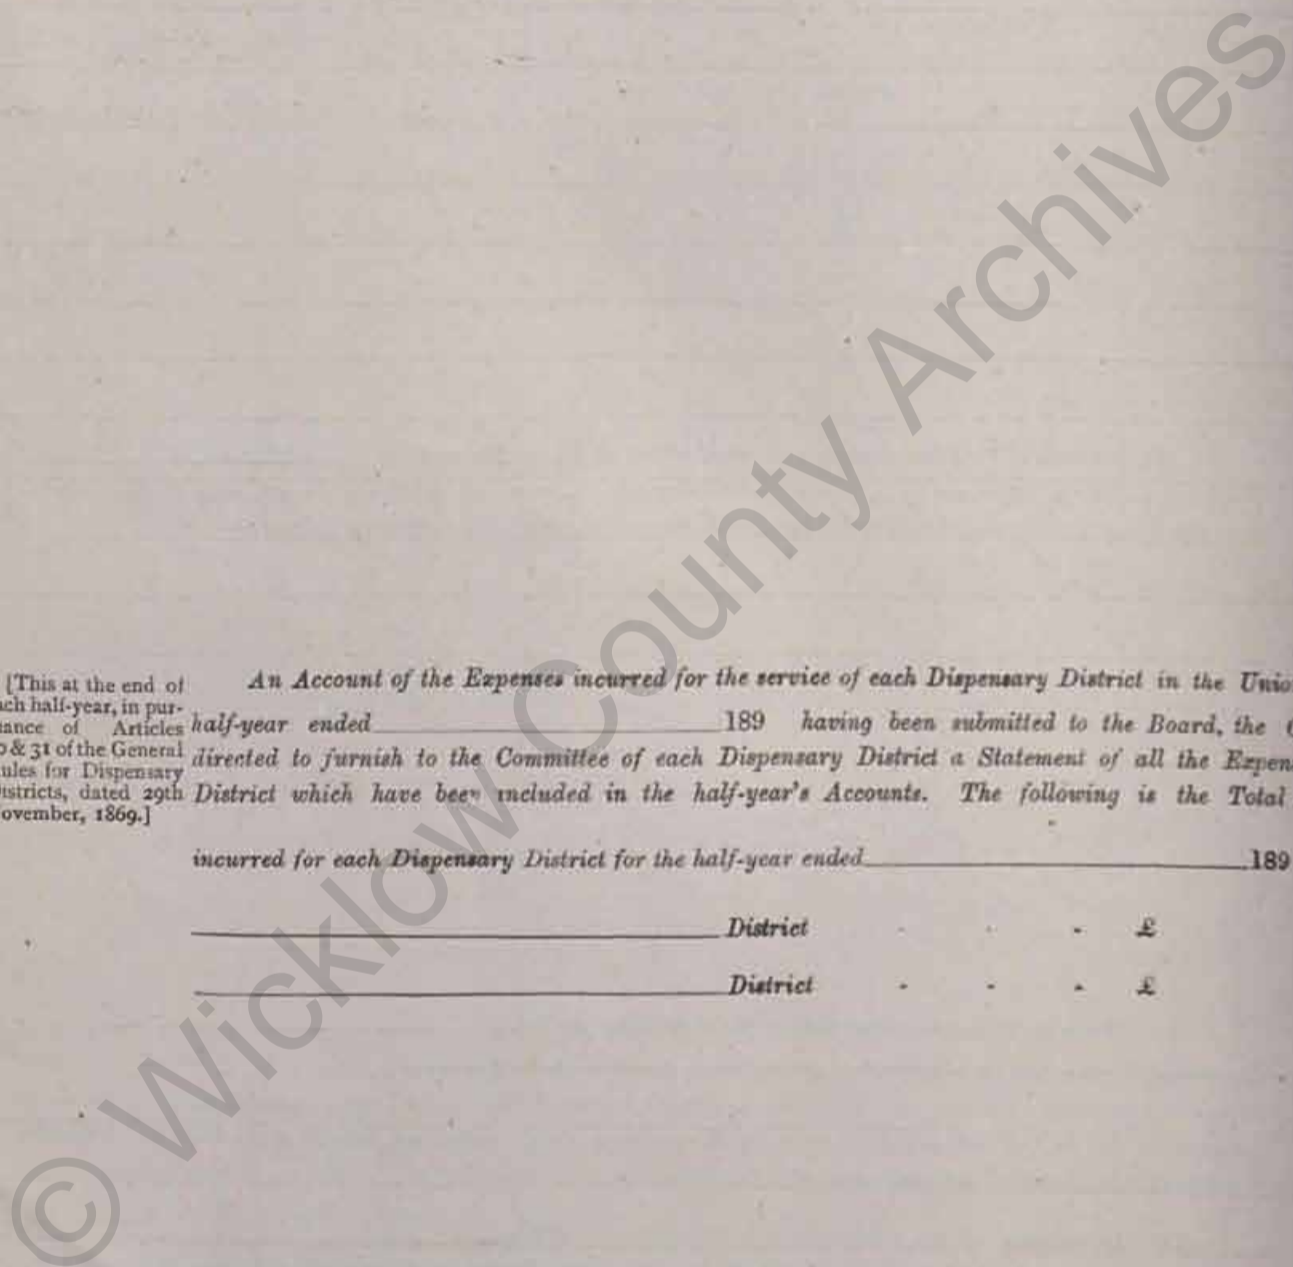 [This at the end of
ach half-year, in pur-
ance of Articles
0 & 31 of the General
ules for Dispensary
istricts, dated 29th
ovember, 1869.]
An Account of the Expenses incurred for the service of each Dispensary District in the Unio
half-year ended 189 having been submitted to the Board, the
directed to furnish to the Committee of each Dispensary District a Statement of all the Expen
District which have been included in the half-year's Accounts. The following is the Total
incurred for each Dispensary District for the half-year ended 189
District - - - £
District - - - £
© Wicklow County Archives